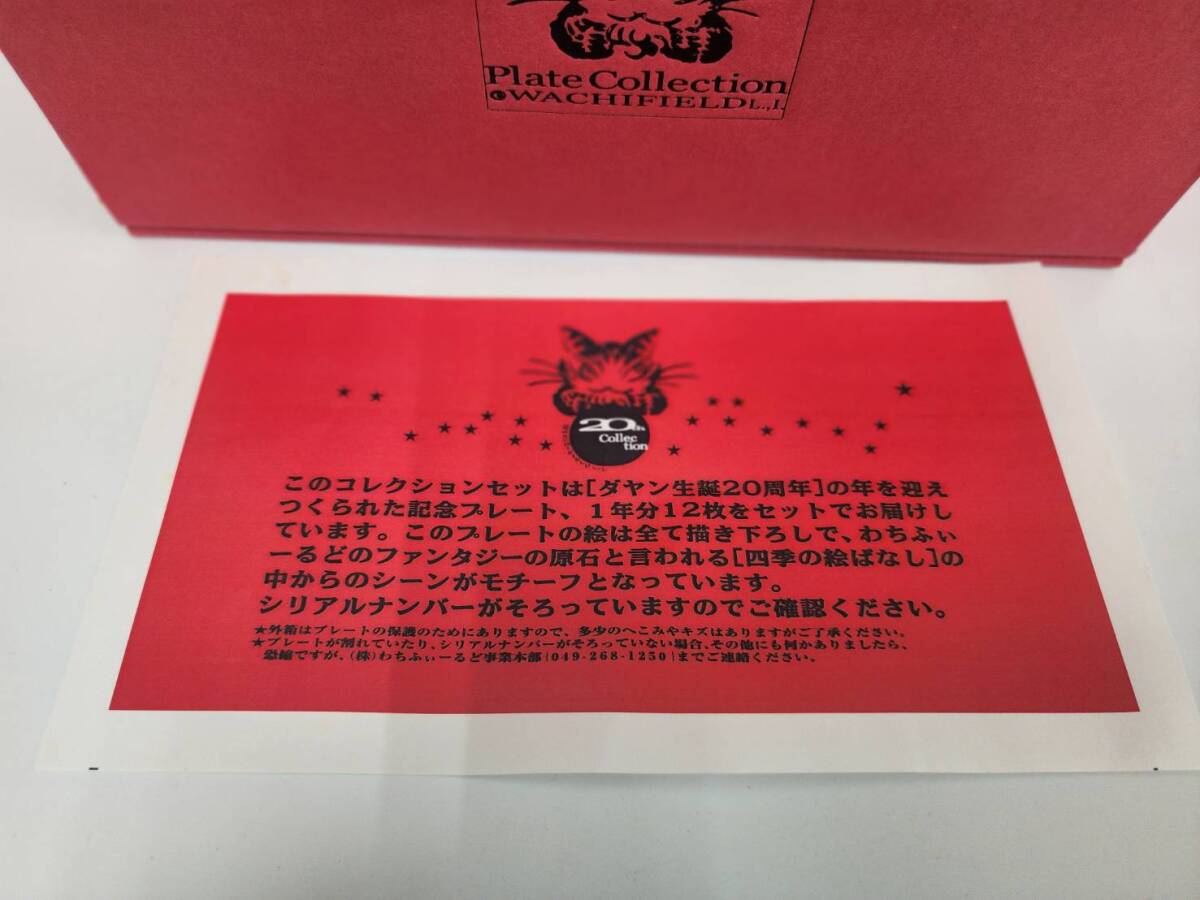 Plate Collection
©WACHIFIELD L.,I.
20th
Collec
tion
このコレクションセットは[ダヤン生誕20周年]の年を迎え
つくられた記念プレート、1年分12枚をセットでお届けし
ています。このプレートの絵は全て描き下ろしで、わちふぃ
ーるどのファンタジーの原石と言われる[四季の絵ばなし]の
中からのシーンがモチーフとなっています。
シリアルナンバーがそろっていますのでご確認ください。
★外箱はプレートの保護のためにありますので、多少のへこみやキズはありますがご了承ください。
★プレートが割れていたり、シリアルナンバーがそろっていない場合、その他にも何かありましたら、
恐縮ですが、(株)わちふぃーるど事業本部[049-268-1250]までご連絡ください。